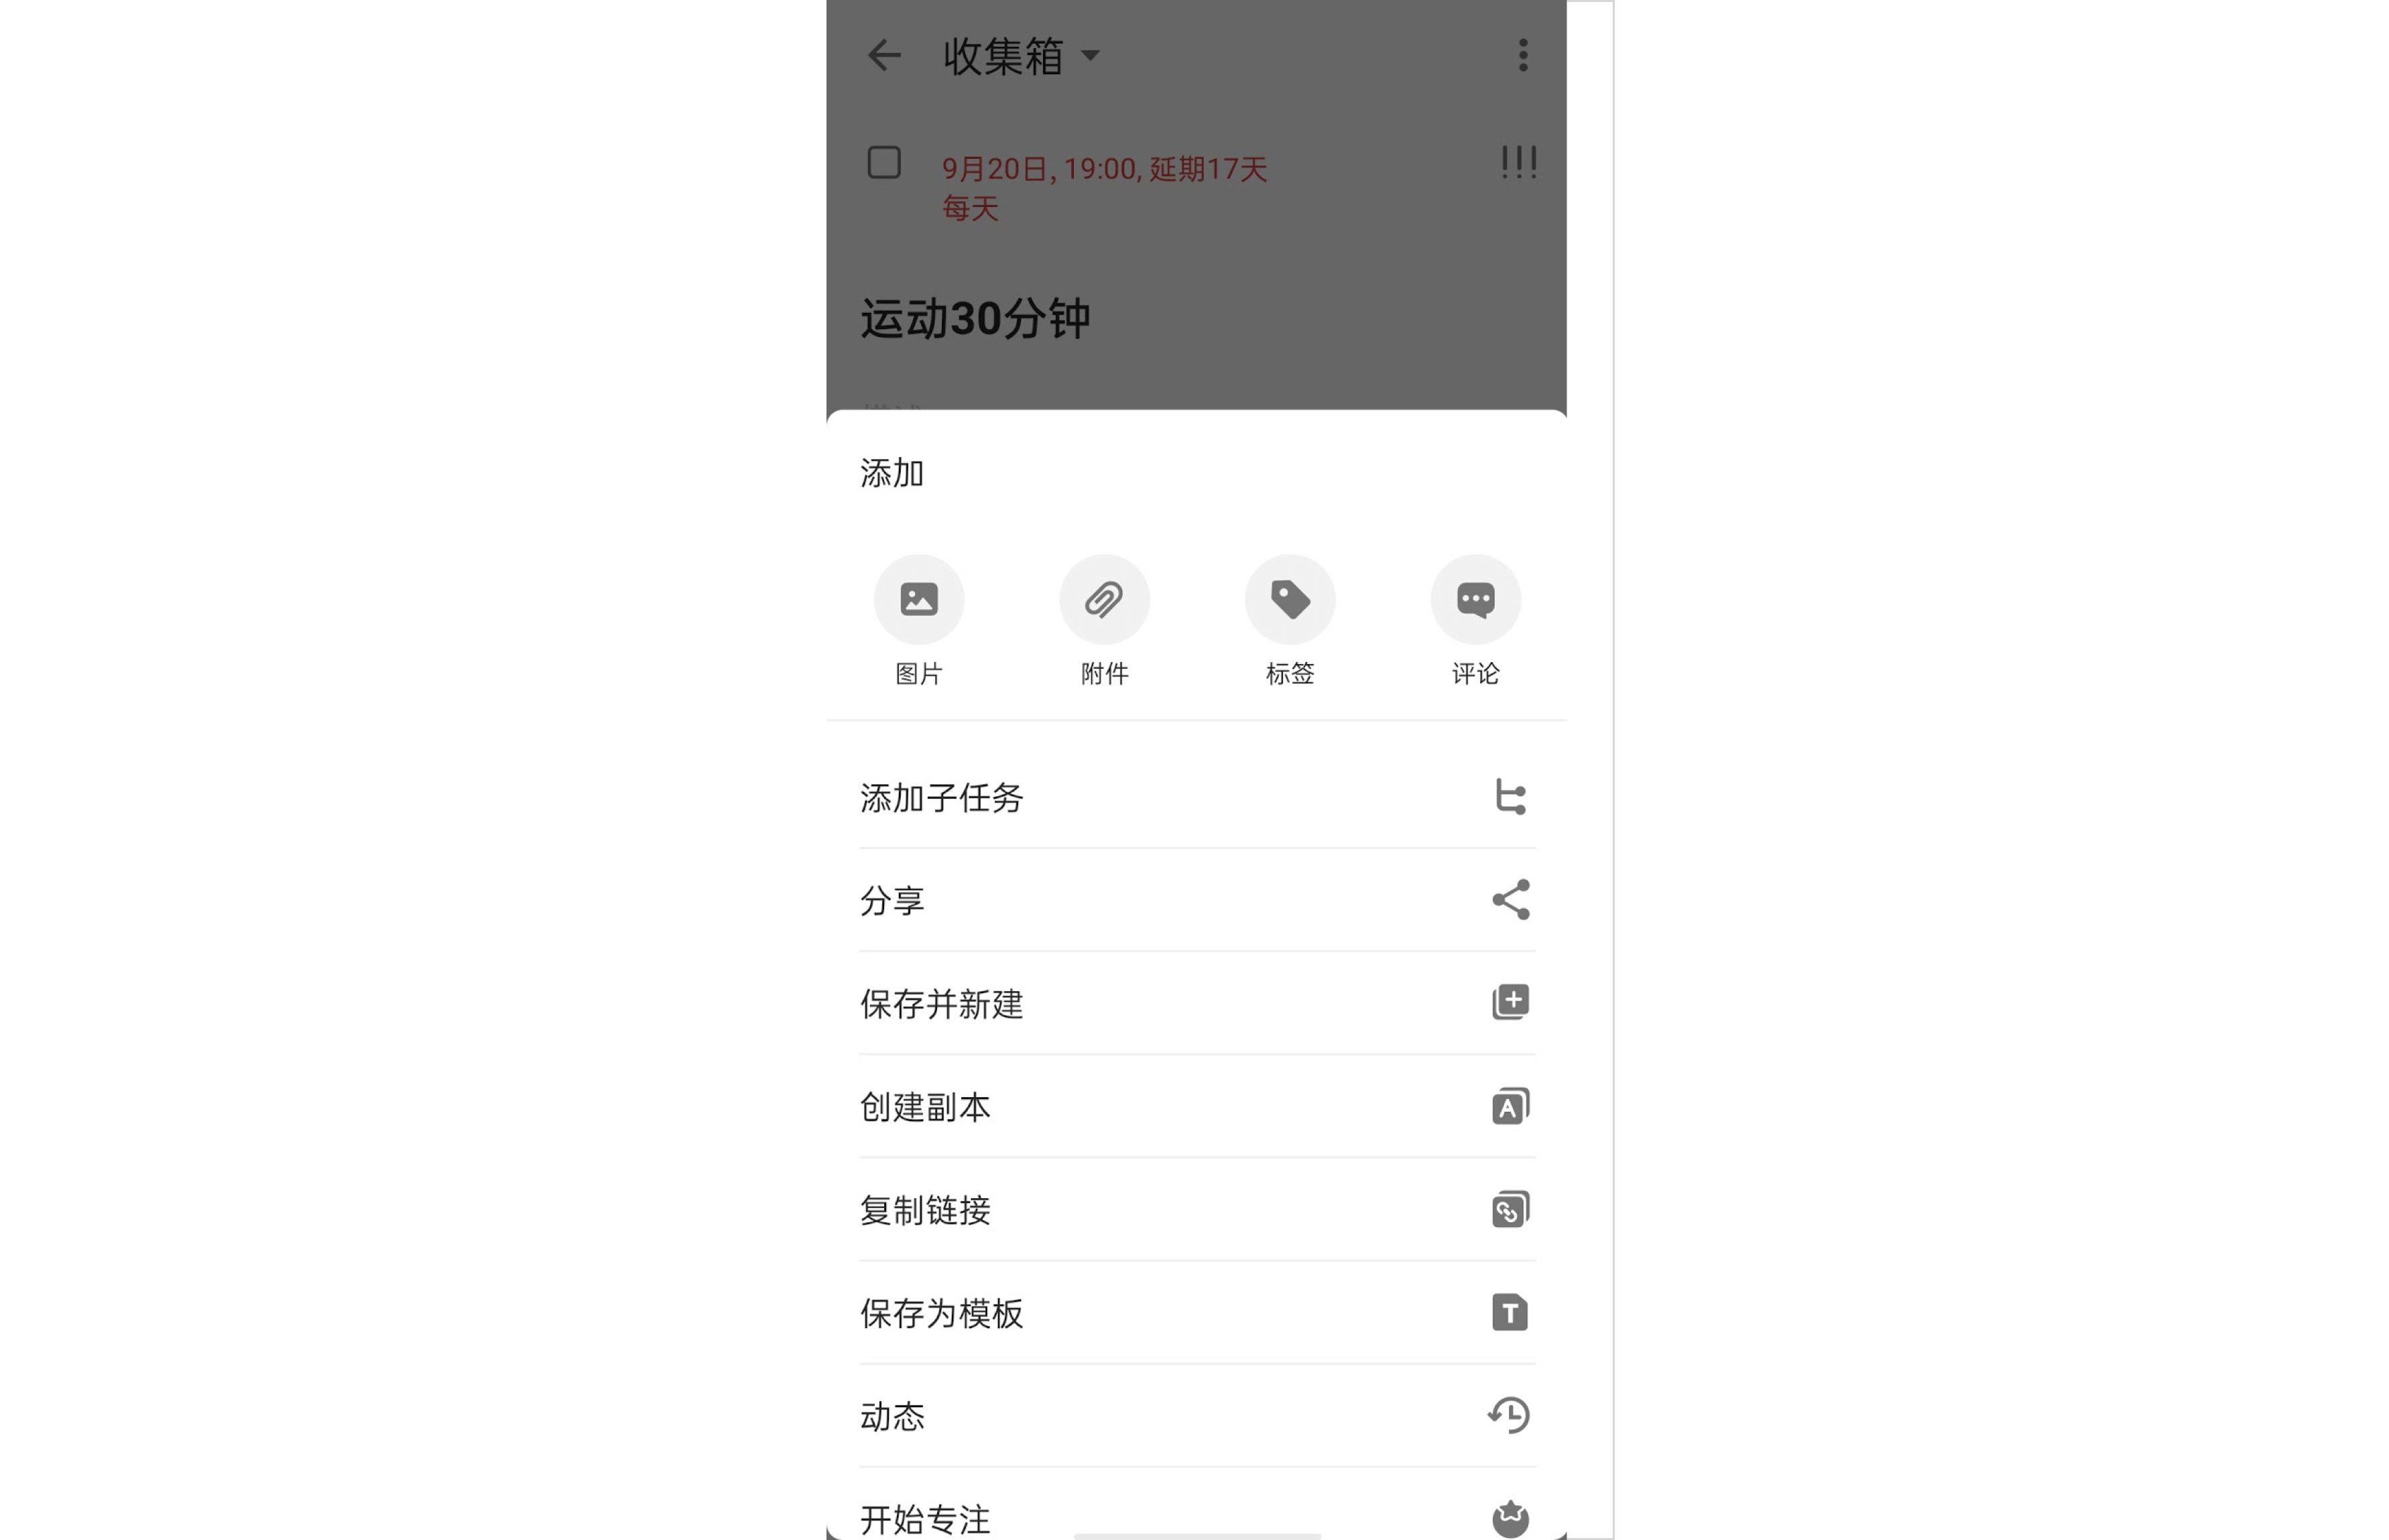 收集箱
9月20日, 19:00, 延期17天
每天
运动30分钟
添加
图片
附件
标签
评论
添加子任务
分享
保存并新建
创建副本
复制链接
保存为模板
动态
开始专注